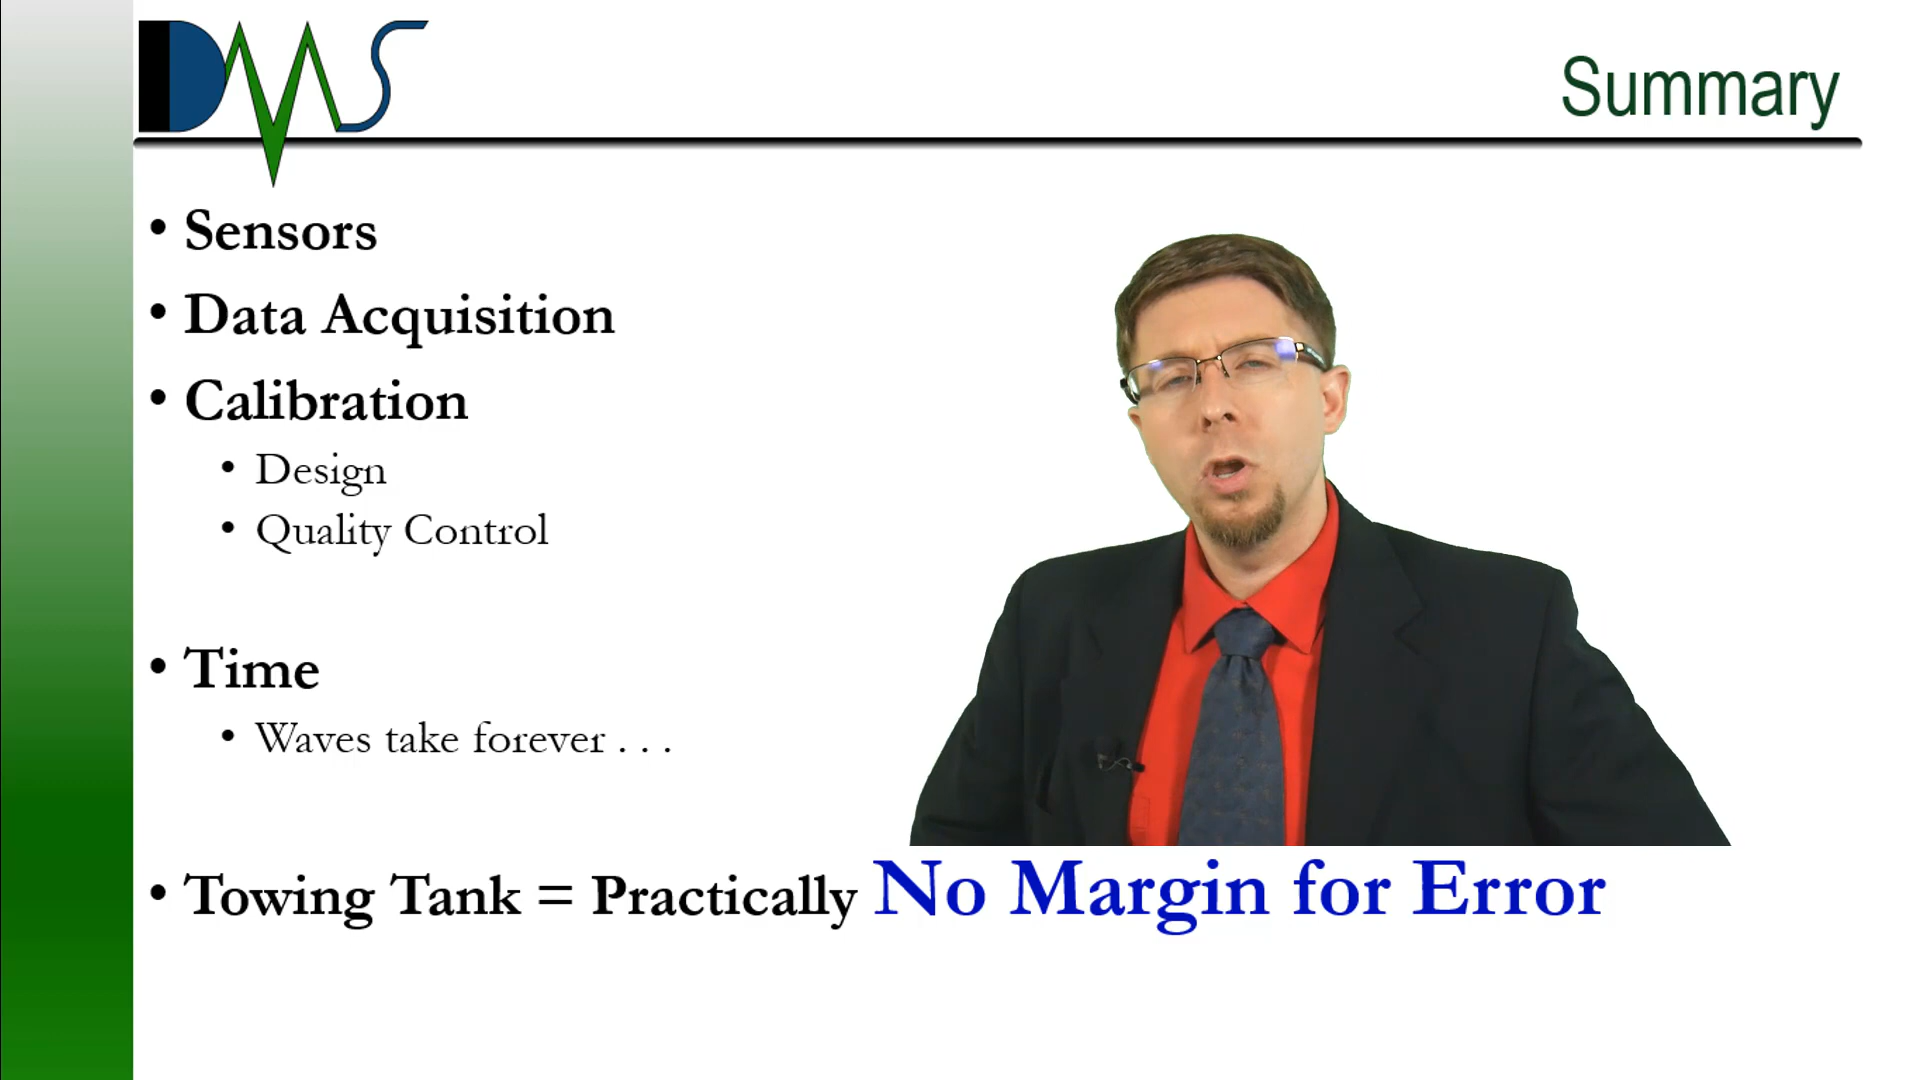 DMS
Summary
• Sensors
• Data Acquisition
• Calibration
• Design
• Quality Control
• Time
• Waves take forever . . .
• Towing Tank = Practically No Margin for Error